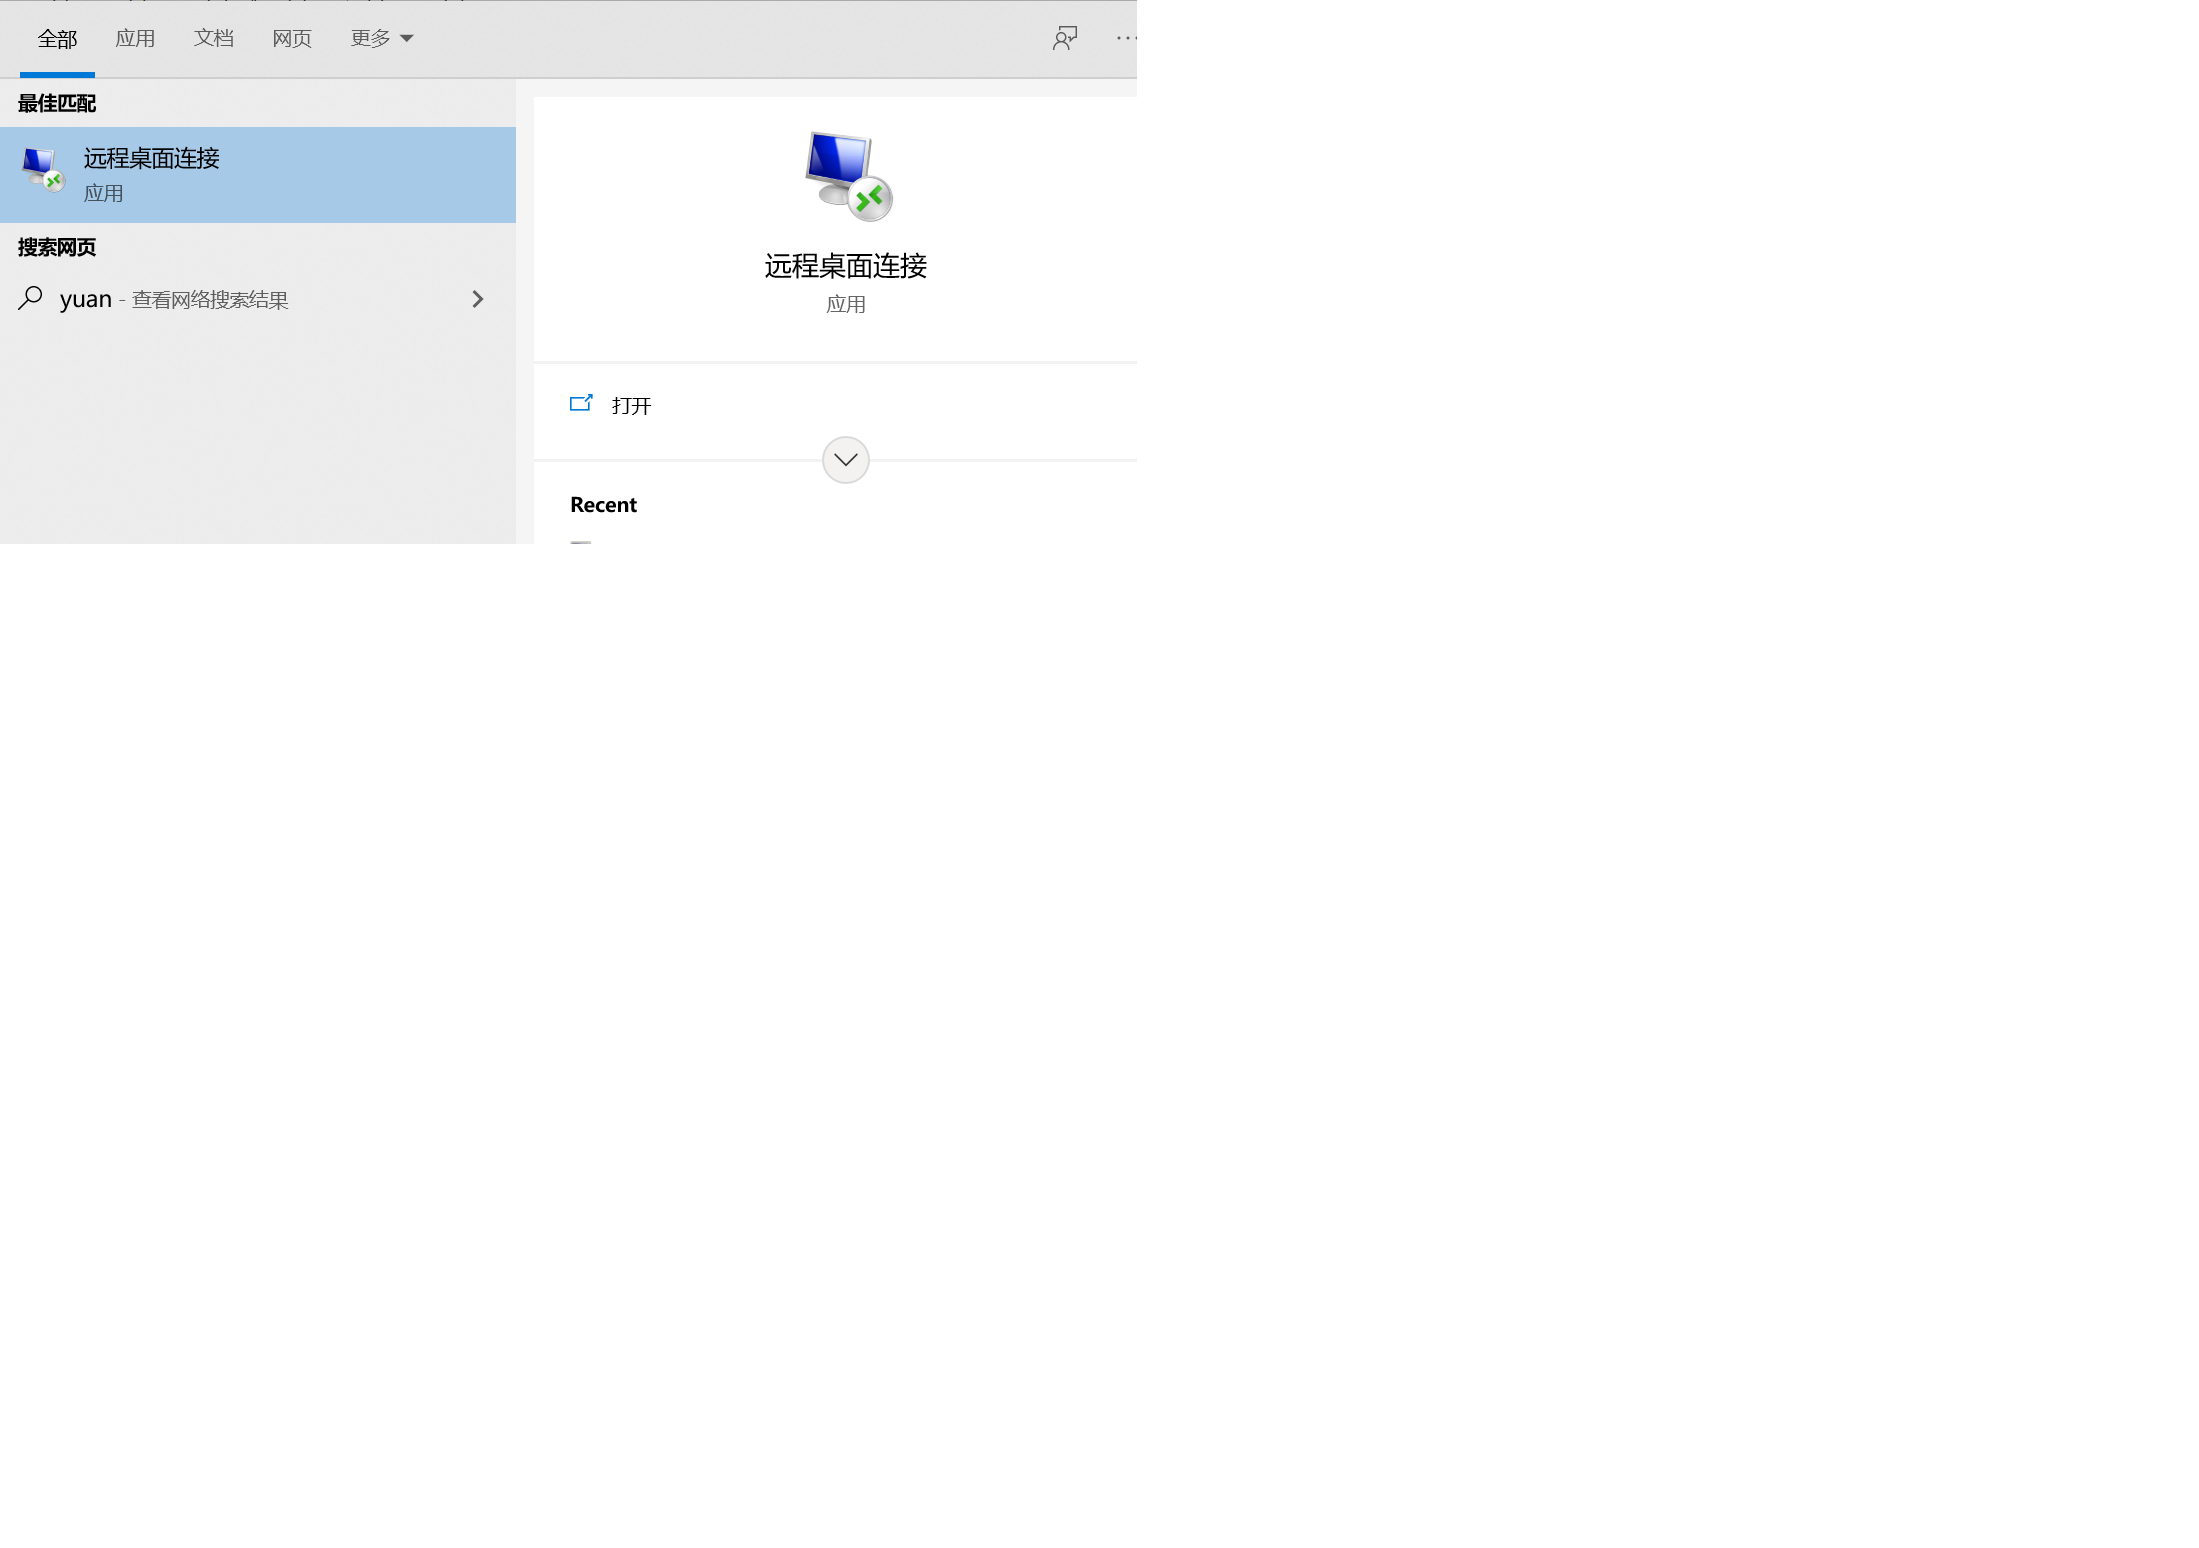 全部 应用 文档 网页 更多
最佳匹配
远程桌面连接
应用
搜索网页
yuan - 查看网络搜索结果
远程桌面连接
应用
打开
Recent